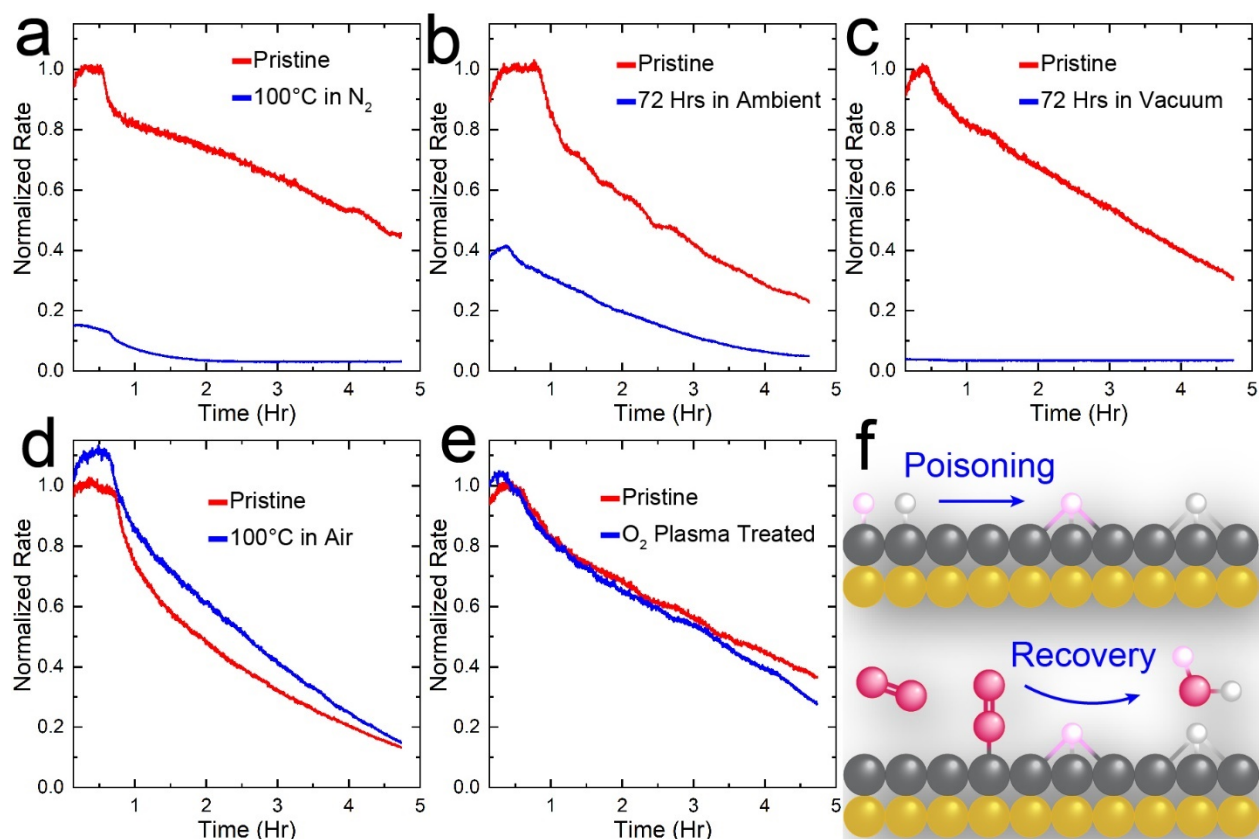 a
Pristine
100°C in N₂
Normalized Rate
1.0
0.8
0.6
0.4
0.2
0.0
1 2 3 4 5
Time (Hr)
b
Pristine
72 Hrs in Ambient
Normalized Rate
1.0
0.8
0.6
0.4
0.2
0.0
1 2 3 4 5
Time (Hr)
c
Pristine
72 Hrs in Vacuum
Normalized Rate
1.0
0.8
0.6
0.4
0.2
0.0
1 2 3 4 5
Time (Hr)
d
Pristine
100°C in Air
Normalized Rate
1.0
0.8
0.6
0.4
0.2
0.0
1 2 3 4 5
Time (Hr)
e
Pristine
O₂ Plasma Treated
Normalized Rate
1.0
0.8
0.6
0.4
0.2
0.0
1 2 3 4 5
Time (Hr)
f
Poisoning
Recovery